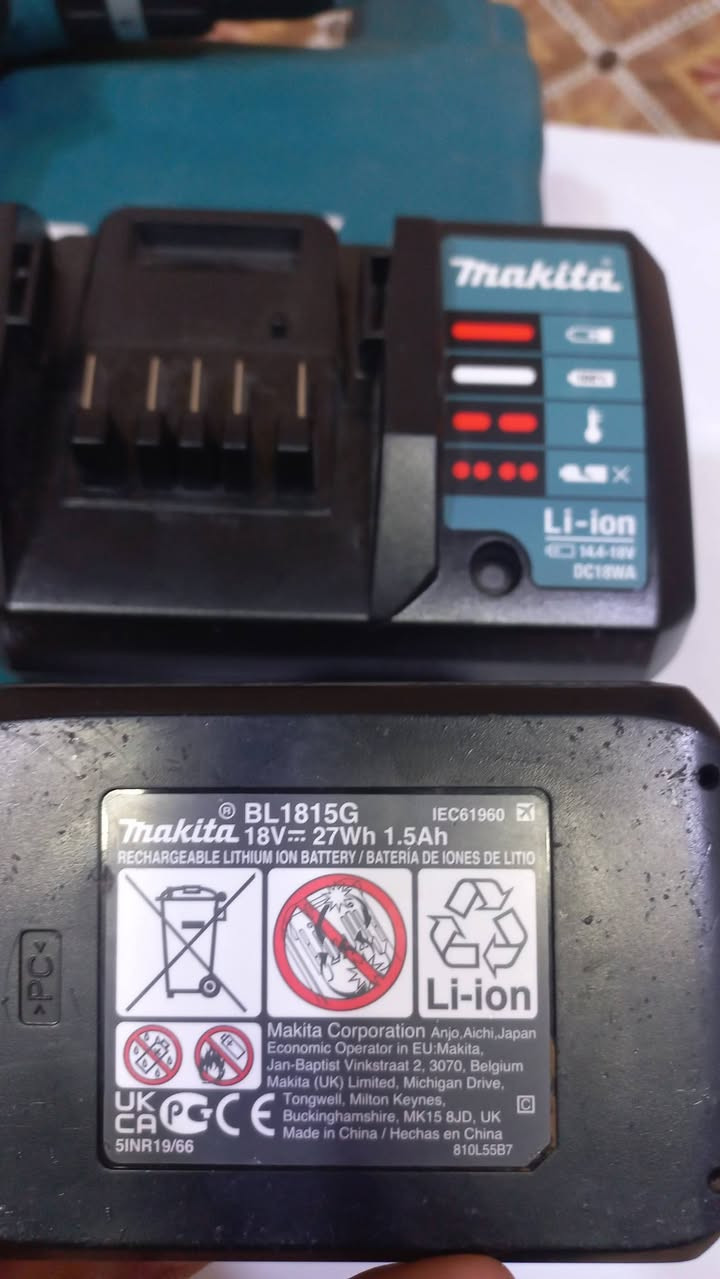 makita
Li-ion
14.4-18V
DC18WA
makita ® BL1815G
IEC61960
18V⎓ 27Wh 1.5Ah
RECHARGEABLE LITHIUM ION BATTERY / BATERÍA DE IONES DE LITIO
>PC<
Li-ion
Makita Corporation Anjo,Aichi,Japan
Economic Operator in EU:Makita,
Jan-Baptist Vinkstraat 2, 3070, Belgium
Makita (UK) Limited, Michigan Drive,
Tongwell, Milton Keynes,
Buckinghamshire, MK15 8JD, UK
Made in China / Hechas en China
UK
CA
CE
C
5INR19/66
810L55B7